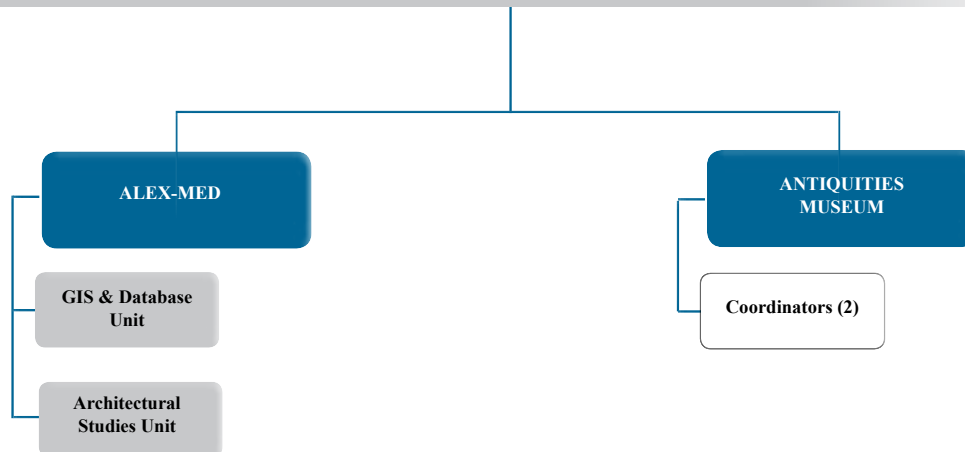 ALEX-MED
ANTIQUITIES
MUSEUM
GIS & Database
Unit
Coordinators (2)
Architectural
Studies Unit